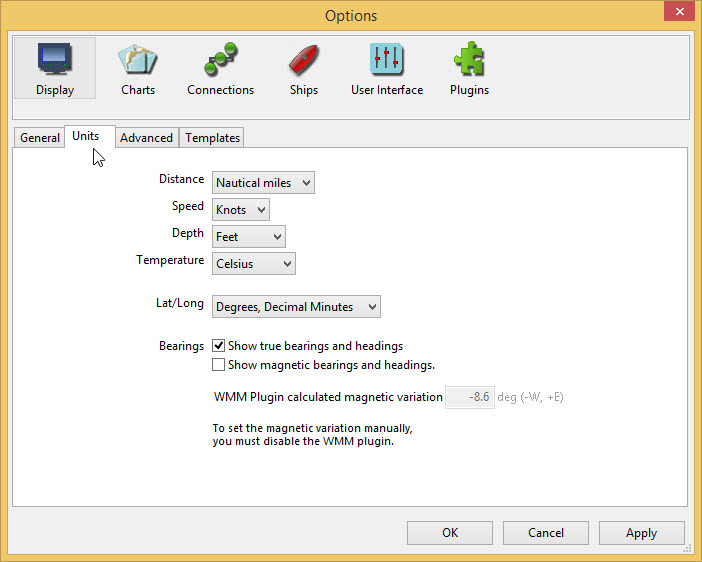 Options
Display Charts Connections Ships User Interface Plugins
General Units Advanced Templates
Distance Nautical miles
Speed Knots
Depth Feet
Temperature Celsius
Lat/Long Degrees, Decimal Minutes
Bearings Show true bearings and headings
Show magnetic bearings and headings.
WMM Plugin calculated magnetic variation -8.6 deg (-W, +E)
To set the magnetic variation manually,
you must disable the WMM plugin.
OK Cancel Apply